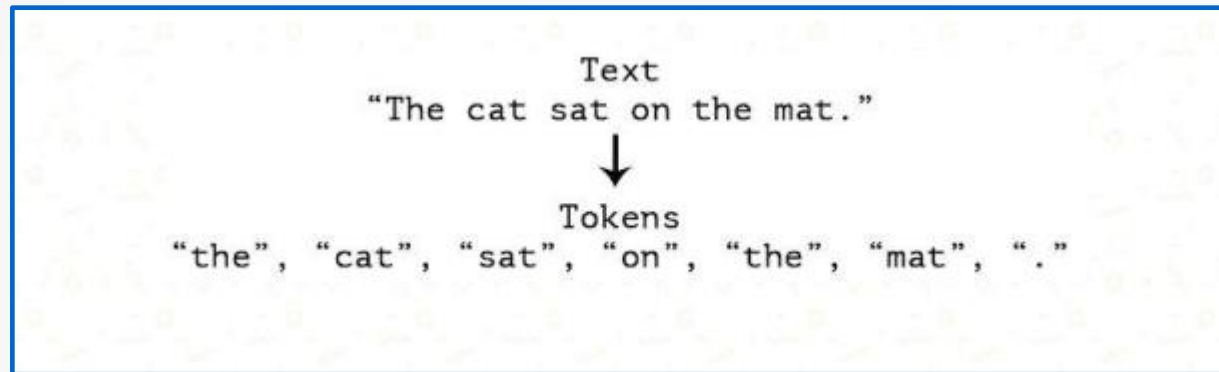 Text
“The cat sat on the mat.”
Tokens
“the”, “cat”, “sat”, “on”, “the”, “mat”, “.”